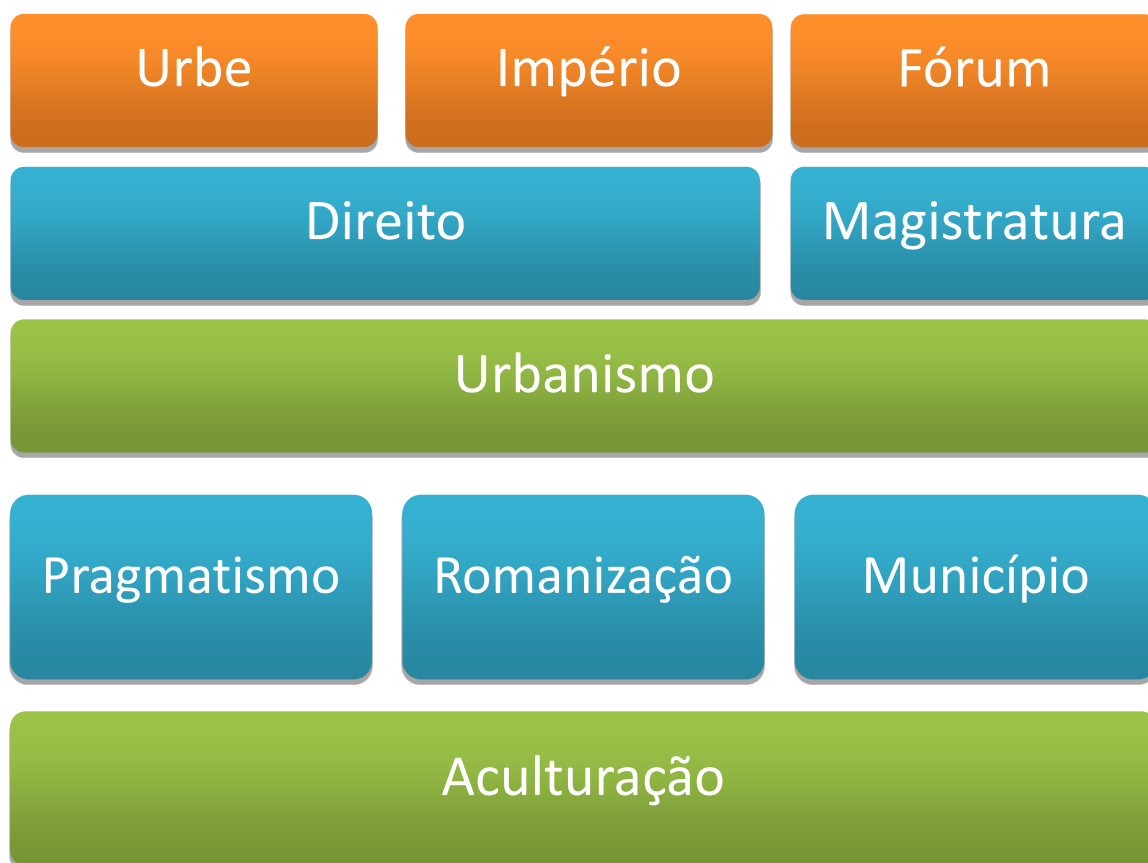 Urbe
Império
Fórum
Direito
Magistratura
Urbanismo
Pragmatismo
Romanização
Município
Aculturação